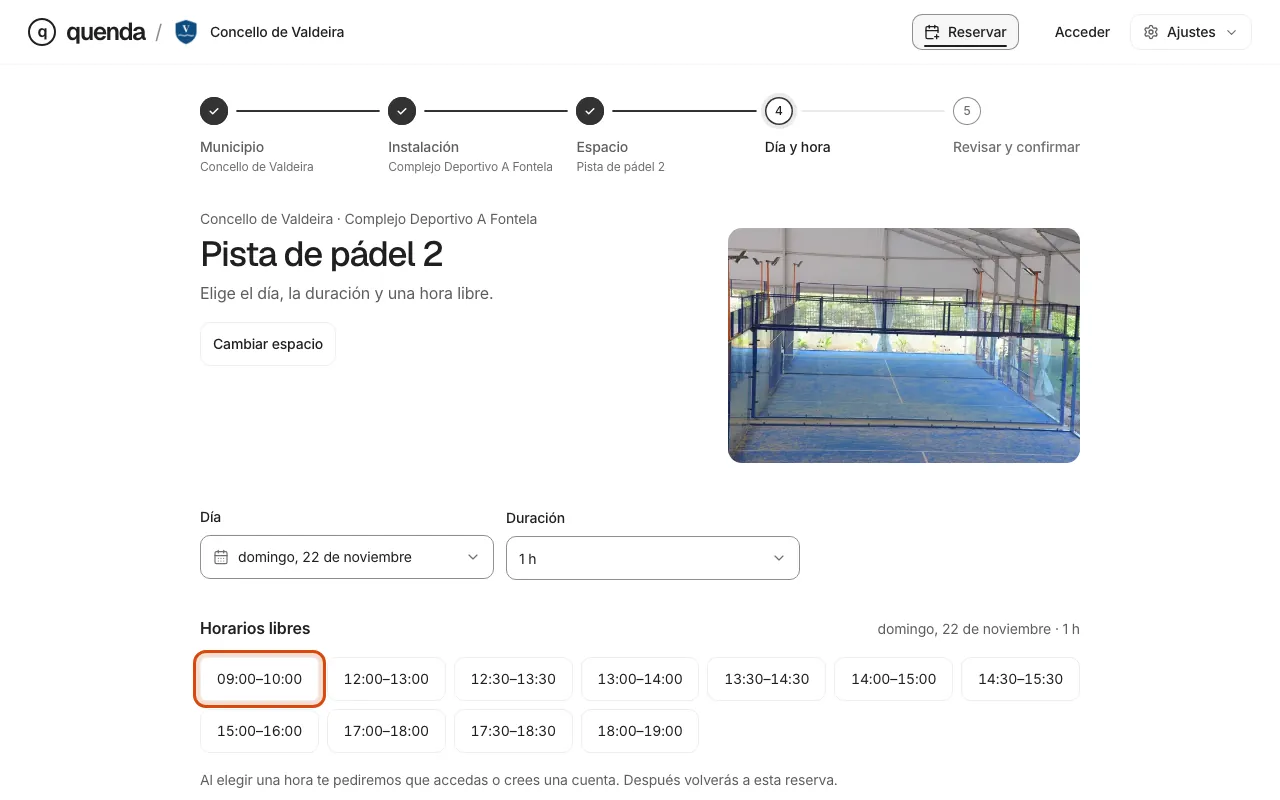 q quenda / V Concello de Valdeira Reservar Acceder Ajustes
4 5
Municipio Instalación Espacio Día y hora Revisar y confirmar
Concello de Valdeira Complejo Deportivo A Fontela Pista de pádel 2
Concello de Valdeira · Complejo Deportivo A Fontela
Pista de pádel 2
Elige el día, la duración y una hora libre.
Cambiar espacio
Día Duración
domingo, 22 de noviembre 1 h
Horarios libres domingo, 22 de noviembre · 1 h
09:00–10:00 12:00–13:00 12:30–13:30 13:00–14:00 13:30–14:30 14:00–15:00 14:30–15:30
15:00–16:00 17:00–18:00 17:30–18:30 18:00–19:00
Al elegir una hora te pediremos que accedas o crees una cuenta. Después volverás a esta reserva.